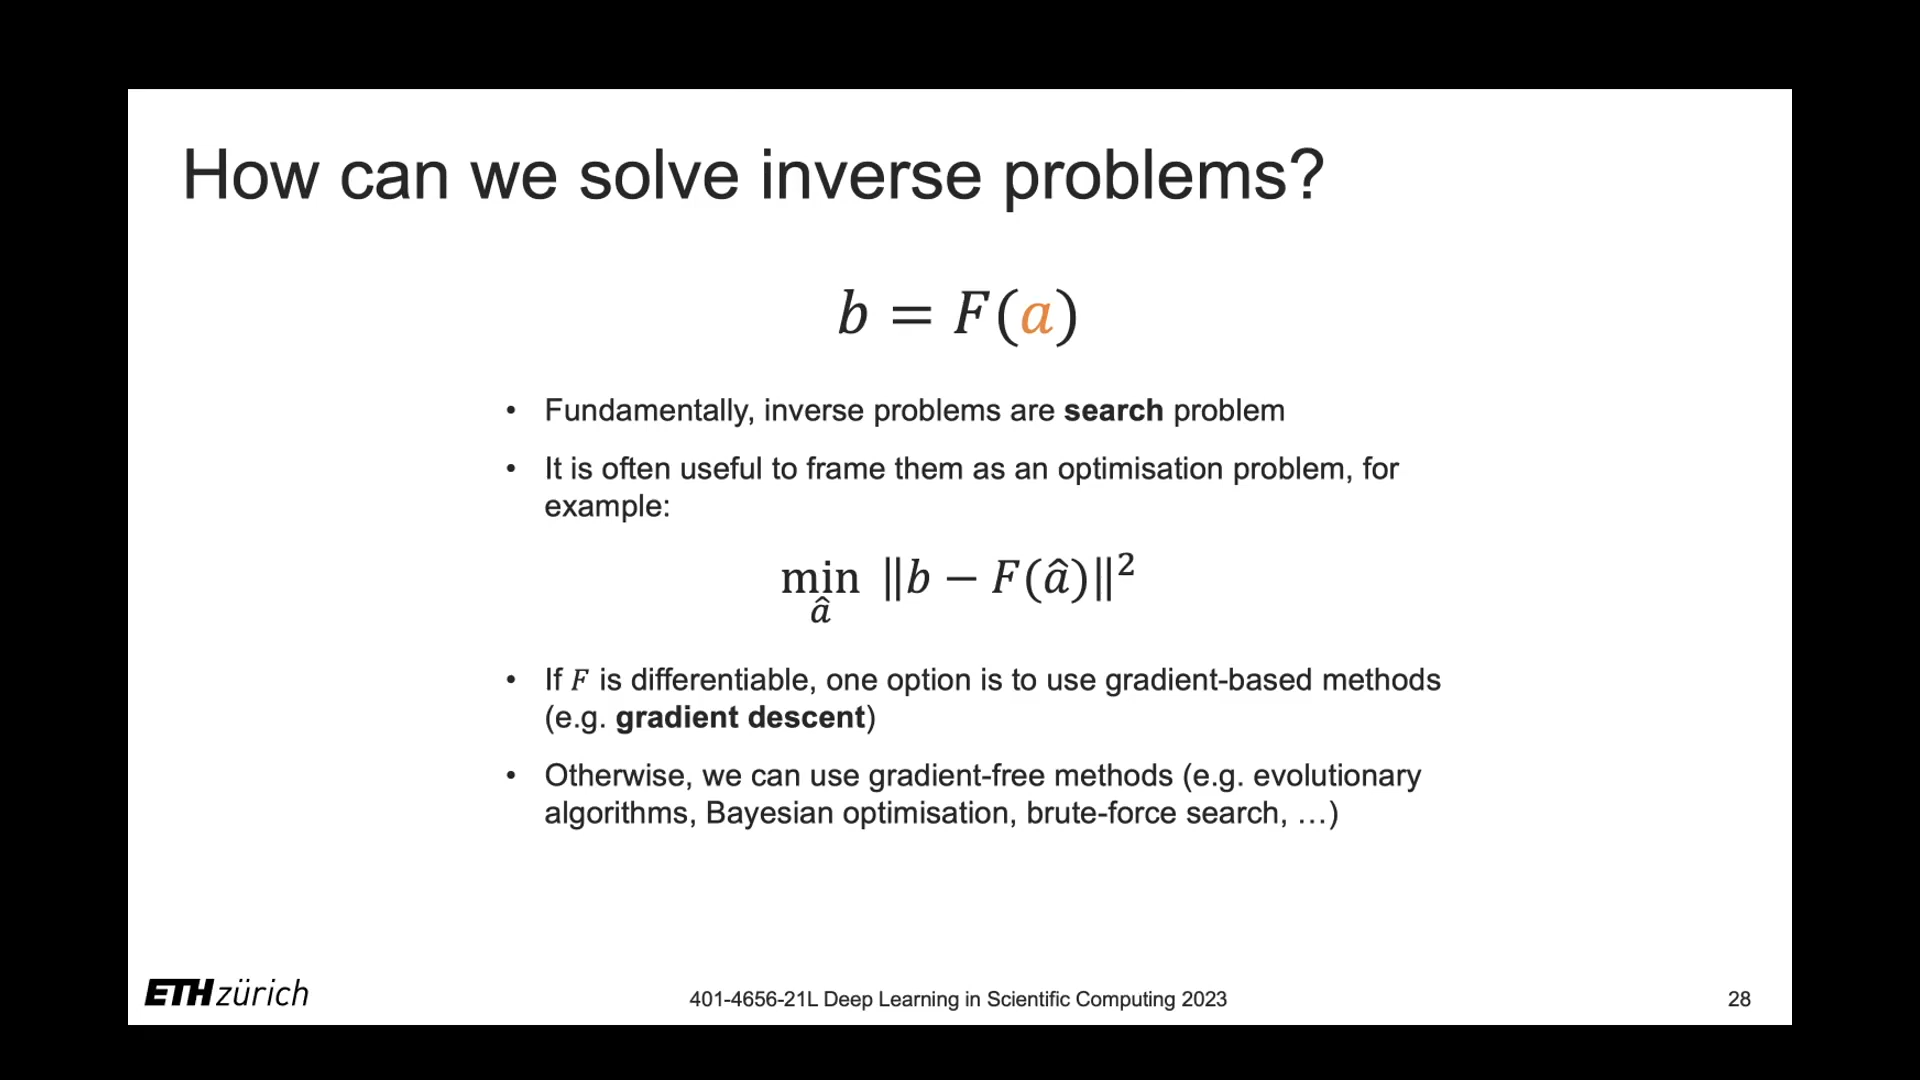 How can we solve inverse problems?
b = F(a)
• Fundamentally, inverse problems are search problem
• It is often useful to frame them as an optimisation problem, for
example:
min ‖b − F(â)‖²
â
• If F is differentiable, one option is to use gradient-based methods
(e.g. gradient descent)
• Otherwise, we can use gradient-free methods (e.g. evolutionary
algorithms, Bayesian optimisation, brute-force search, …)
ETH zürich
401-4656-21L Deep Learning in Scientific Computing 2023
28